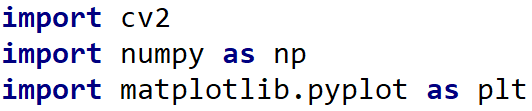 import cv2
import numpy as np
import matplotlib.pyplot as plt